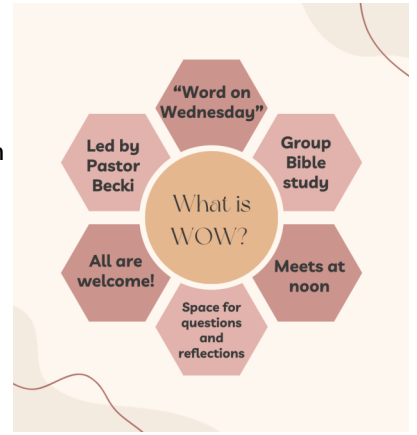 "Word on
Wednesday"
Group
Bible
study
Meets at
noon
Space for
questions
and
reflections
All are
welcome!
Led by
Pastor
Becki
What is
WOW?